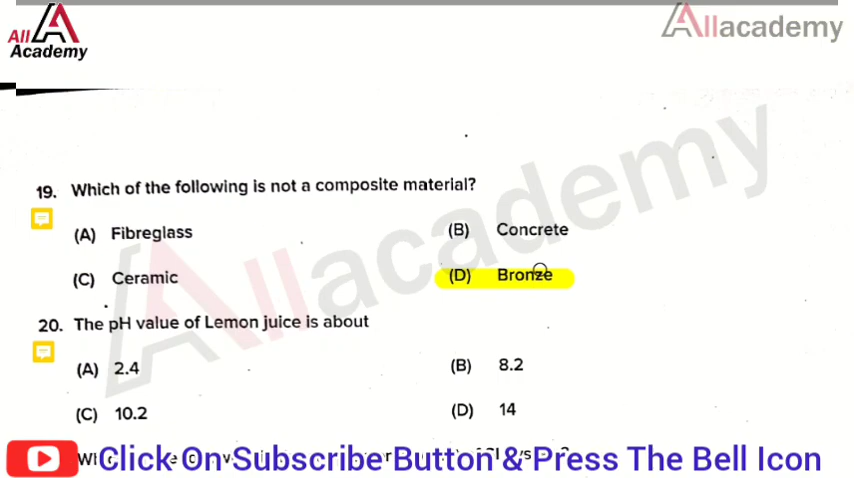 All
Academy
Allacademy
Allacademy
19. Which of the following is not a composite material?
(A) Fibreglass
(B) Concrete
(C) Ceramic
(D) Bronze
20. The pH value of Lemon juice is about
(A) 2.4
(B) 8.2
(C) 10.2
(D) 14
Click On Subscribe Button & Press The Bell Icon